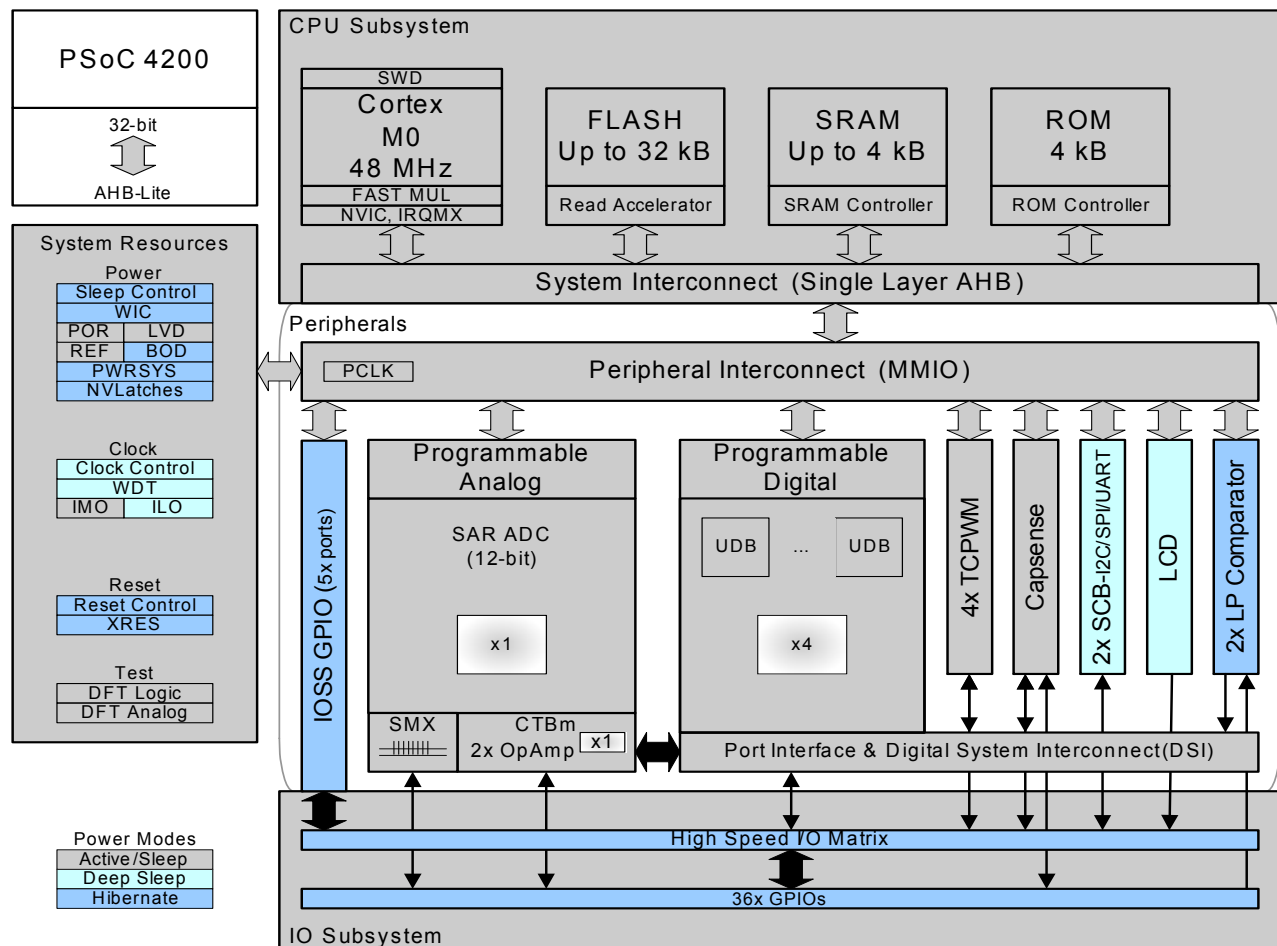 PSoC 4200
32-bit
AHB-Lite
CPU Subsystem
SWD
Cortex
M0
48 MHz
FAST MUL
NVIC, IRQMX
FLASH
Up to 32 kB
Read Accelerator
SRAM
Up to 4 kB
SRAM Controller
ROM
4 kB
ROM Controller
System Interconnect (Single Layer AHB)
System Resources
Power
Sleep Control
WIC
POR LVD
REF BOD
PWRSYS
NVLatches
Clock
Clock Control
WDT
IMO ILO
Reset
Reset Control
XRES
Test
DFT Logic
DFT Analog
Peripherals
PCLK
Peripheral Interconnect (MMIO)
IOSS GPIO (5x ports)
Programmable
Analog
SAR ADC
(12-bit)
x1
SMX
CTBm
2x OpAmp
x1
Programmable
Digital
UDB ... UDB
x4
4x TCPWM
Capsense
2x SCB-I2C/SPI/UART
LCD
2x LP Comparator
Port Interface & Digital System Interconnect(DSI)
Power Modes
Active/Sleep
Deep Sleep
Hibernate
High Speed I/O Matrix
36x GPIOs
IO Subsystem